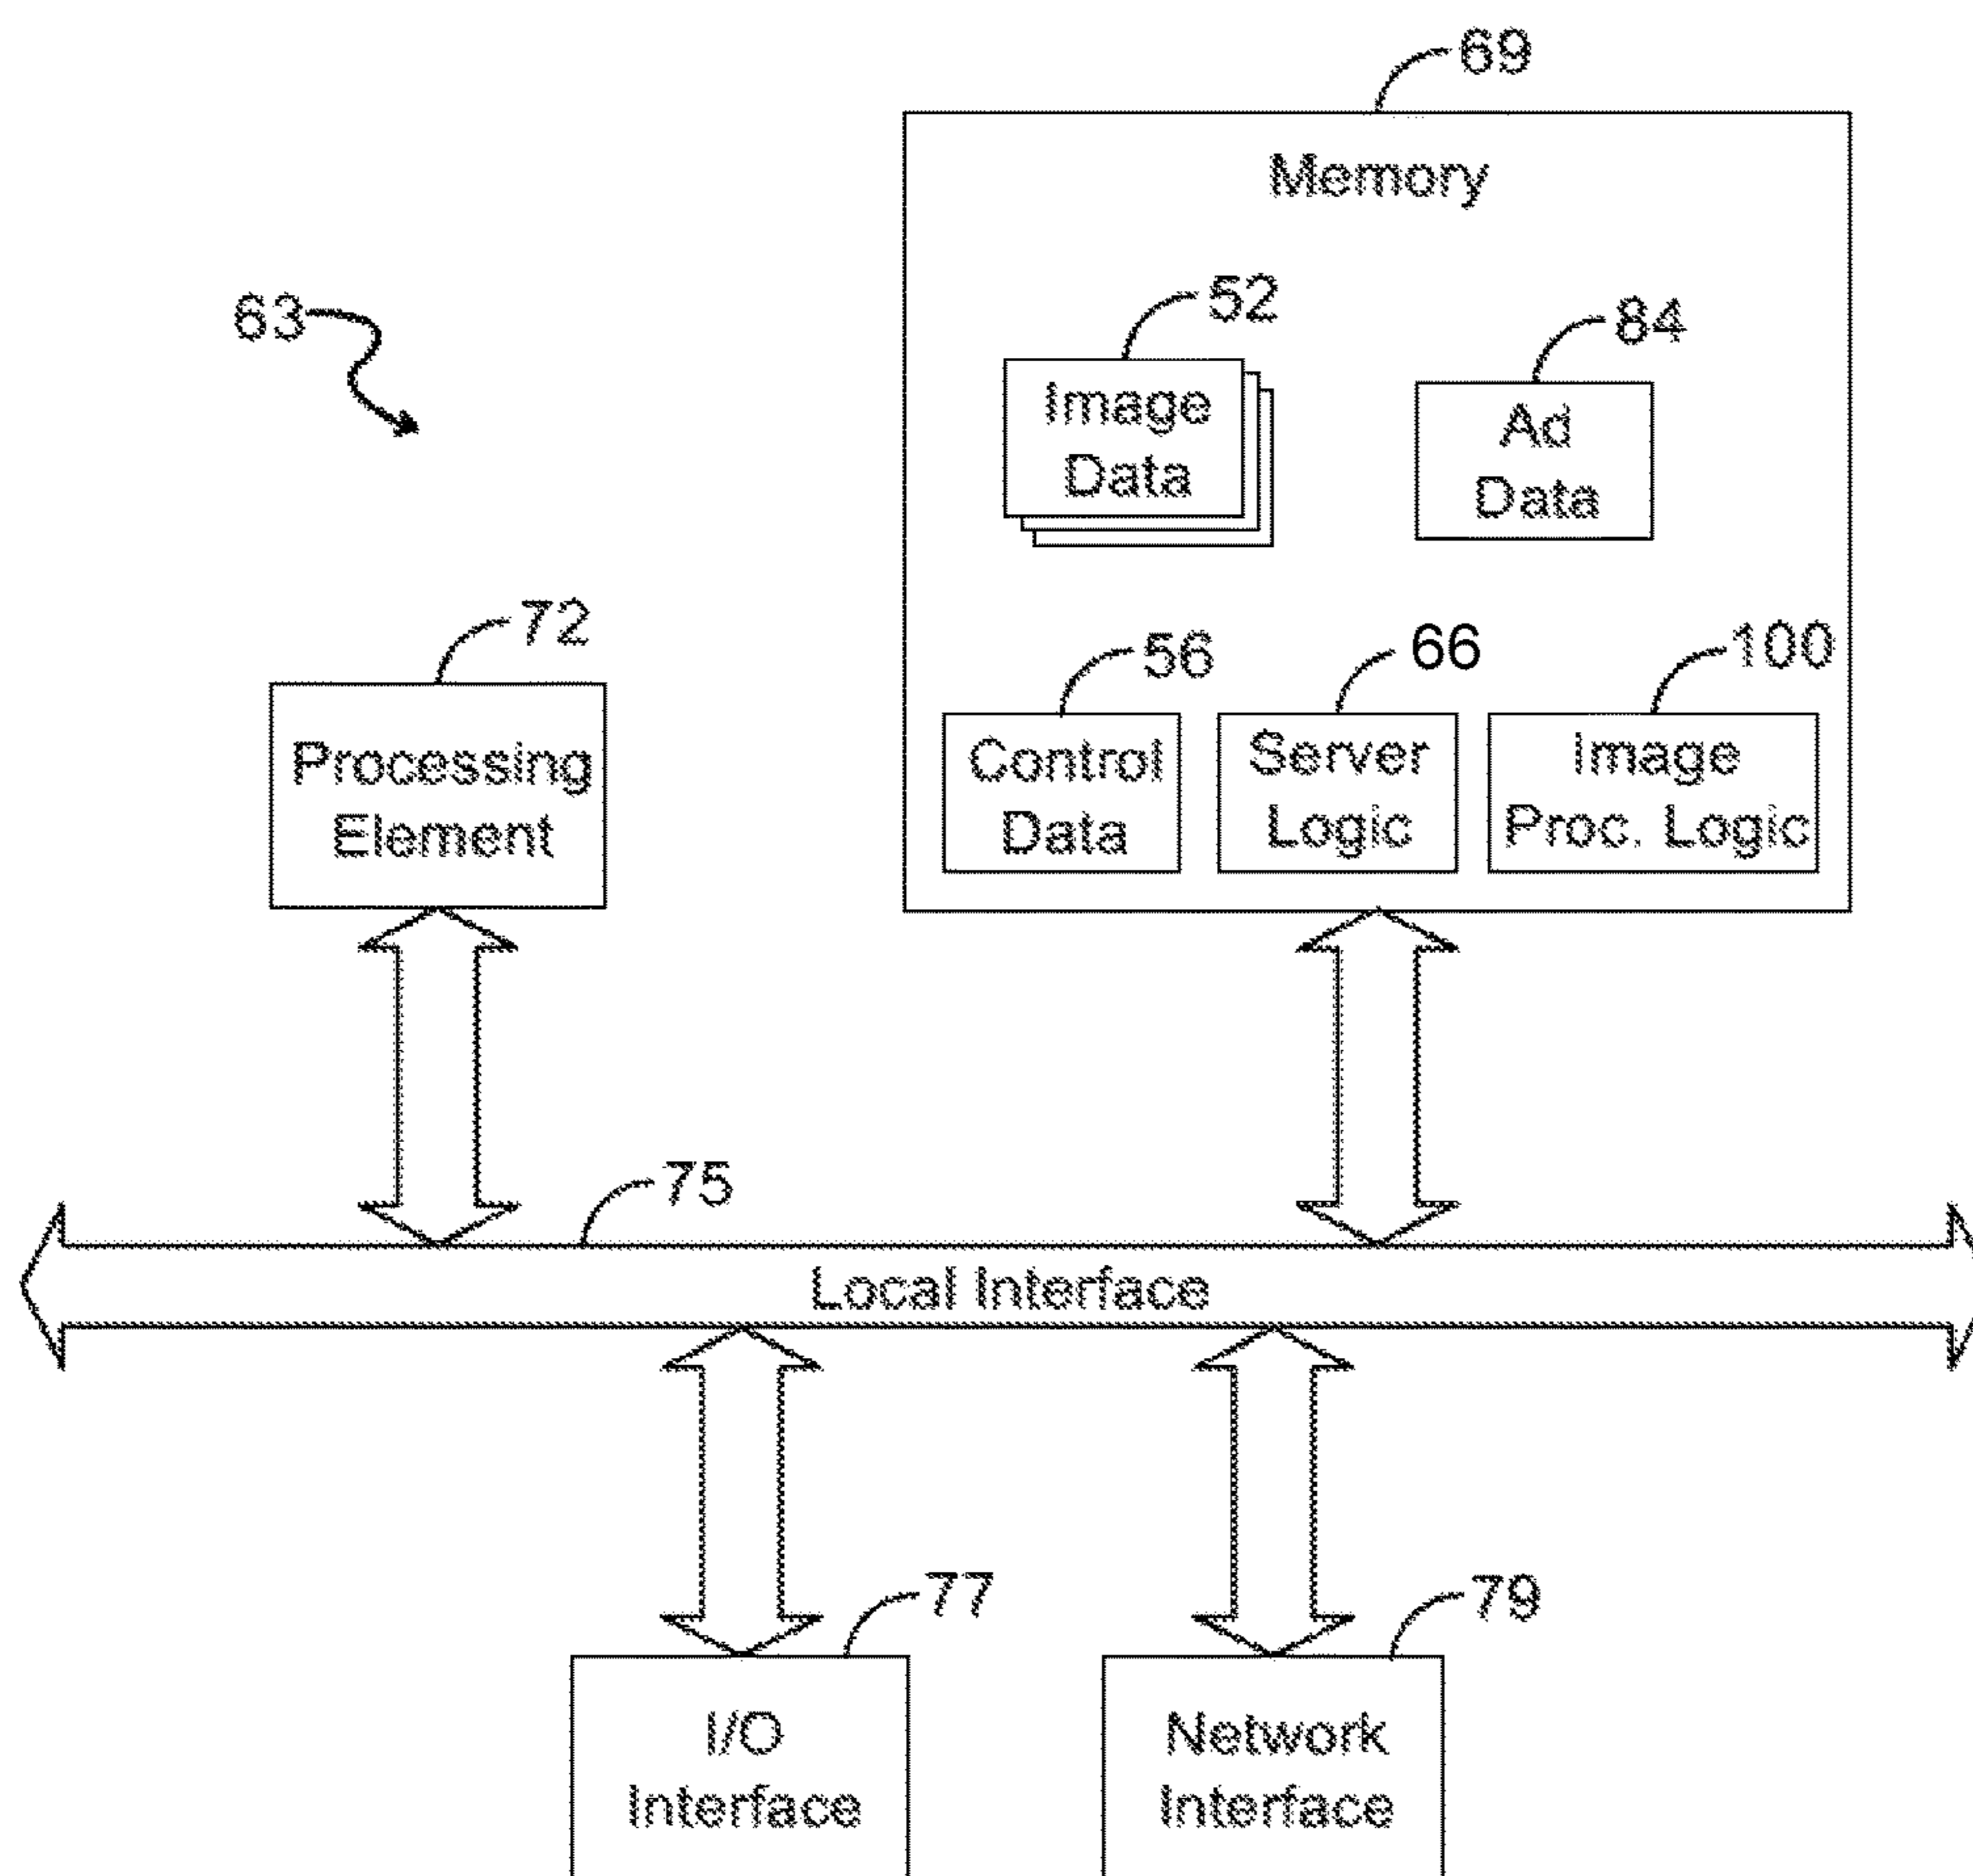 69
Memory
63
52
84
Image
Data
Ad
Data
72
56
66
100
Processing
Element
Control
Data
Server
Logic
Image
Proc. Logic
75
Local Interface
77
79
I/O
Interface
Network
Interface